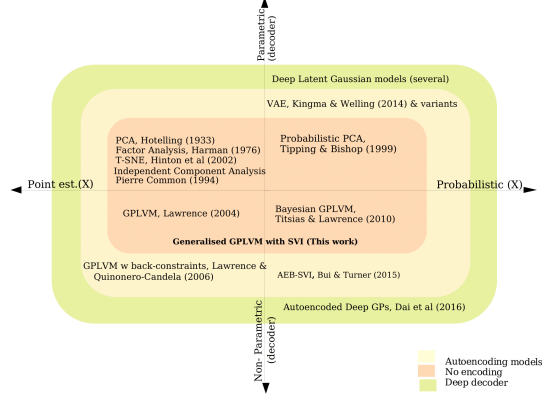 Parametric
(decoder)
Deep Latent Gaussian models (several)
VAE, Kingma & Welling (2014) & variants
PCA, Hotelling (1933)
Factor Analysis, Harman (1976)
T-SNE, Hinton et al (2002)
Independent Component Analysis
Pierre Common (1994)
Probabilistic PCA,
Tipping & Bishop (1999)
Point est.(X)
Probabilistic (X)
GPLVM, Lawrence (2004)
Bayesian GPLVM,
Titsias & Lawrence (2010)
Generalised GPLVM with SVI (This work)
GPLVM w back-constraints, Lawrence &
Quinonero-Candela (2006)
AEB-SVI, Bui & Turner (2015)
Autoencoded Deep GPs, Dai et al (2016)
Non- Parametric
(decoder)
Autoencoding models
No encoding
Deep decoder